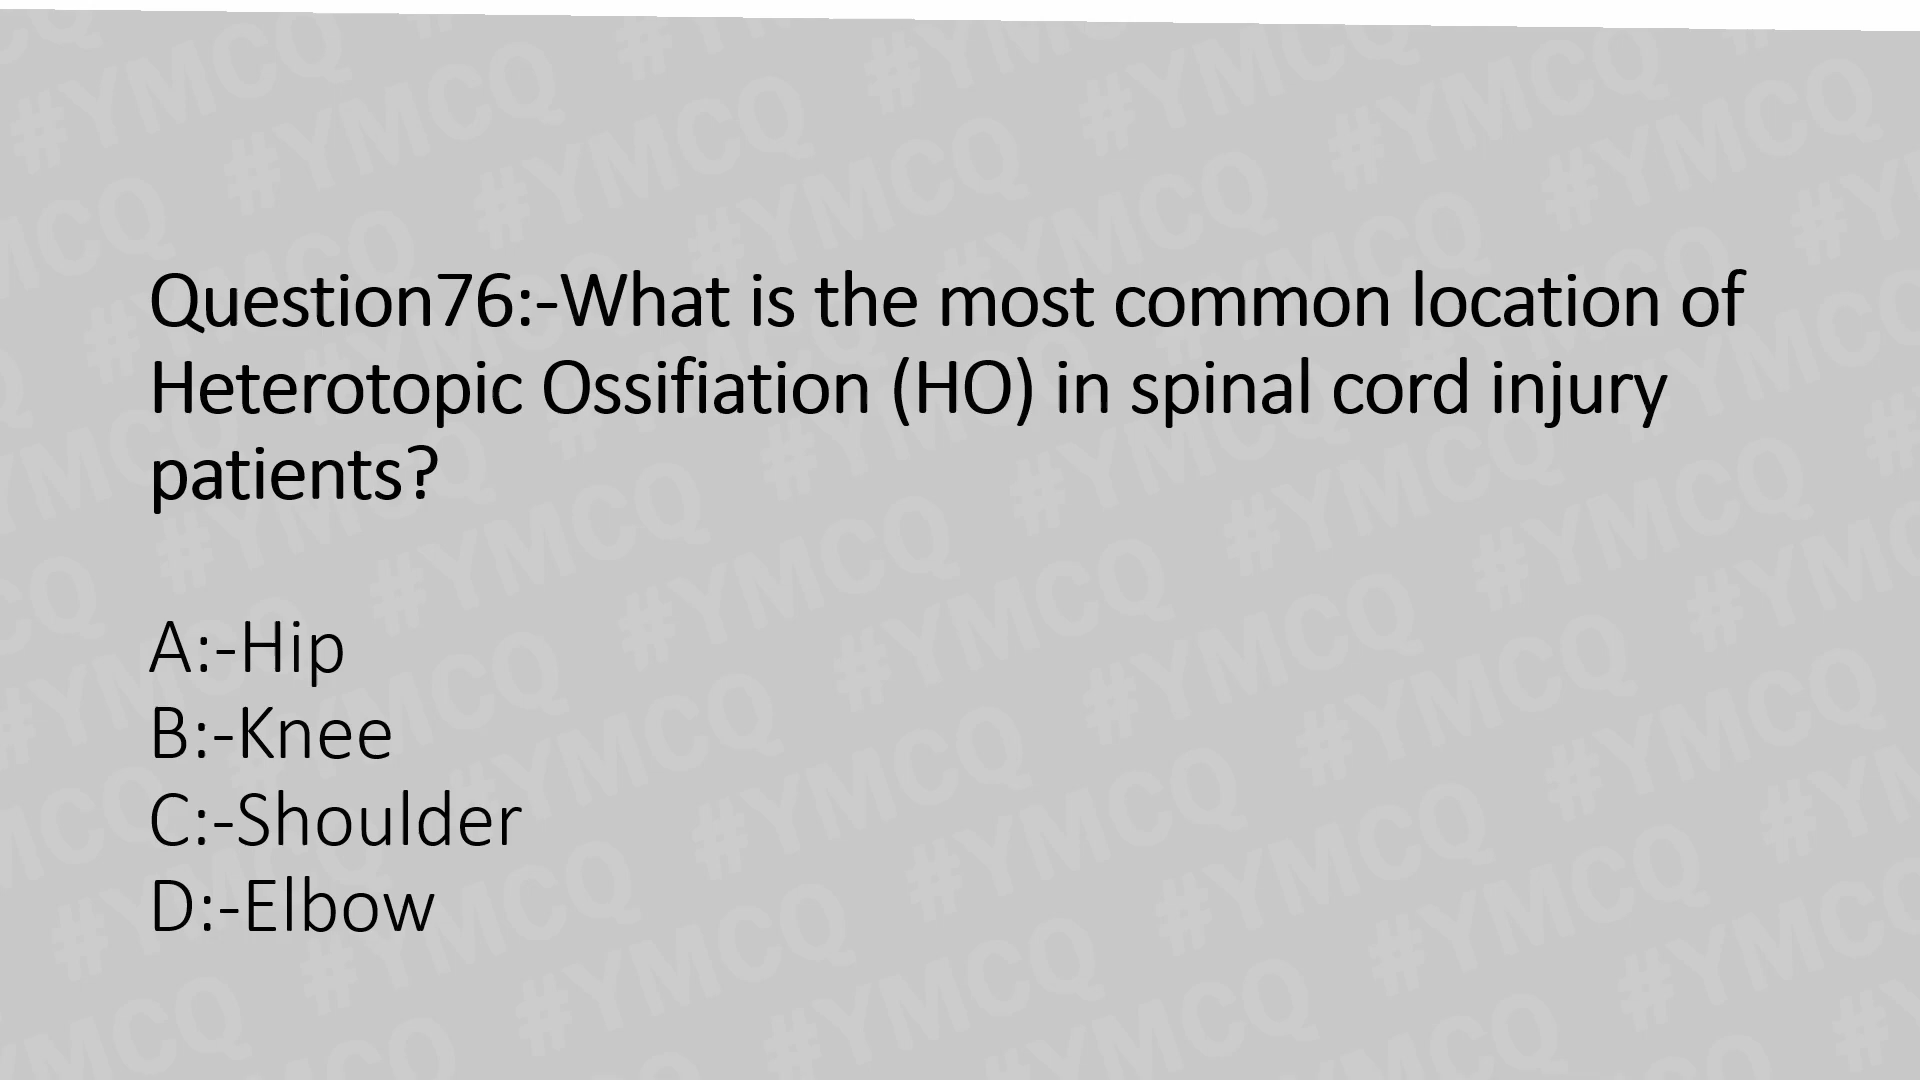 Question76:-What is the most common location of
Heterotopic Ossifiation (HO) in spinal cord injury
patients?
A:-Hip
B:-Knee
C:-Shoulder
D:-Elbow
#YMCQ